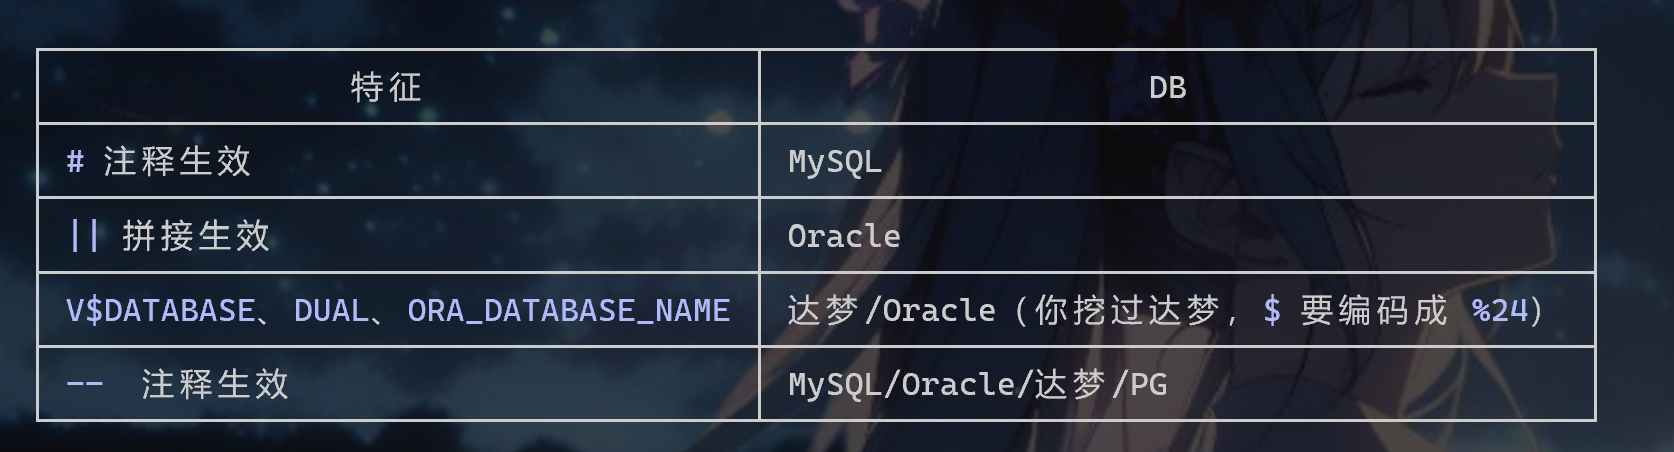 特征 DB
# 注释生效 MySQL
|| 拼接生效 Oracle
V$DATABASE、DUAL、ORA_DATABASE_NAME 达梦/Oracle（你挖过达梦，$ 要编码成 %24）
-- 注释生效 MySQL/Oracle/达梦/PG